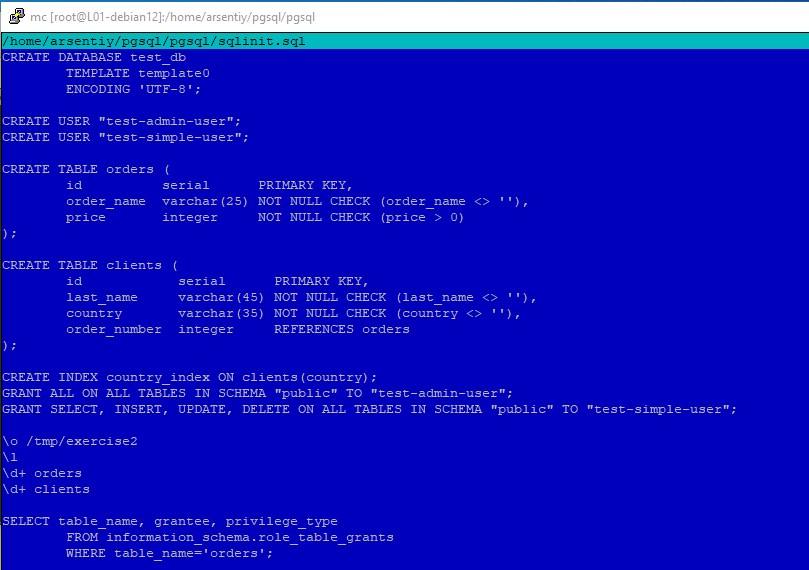 mc [root@L01-debian12]:/home/arsentiy/pgsql/pgsql
/home/arsentiy/pgsql/pgsql/sqlinit.sql
CREATE DATABASE test_db
        TEMPLATE template0
        ENCODING 'UTF-8';

CREATE USER "test-admin-user";
CREATE USER "test-simple-user";

CREATE TABLE orders (
        id          serial      PRIMARY KEY,
        order_name  varchar(25) NOT NULL CHECK (order_name <> ''),
        price       integer     NOT NULL CHECK (price > 0)
);

CREATE TABLE clients (
        id            serial      PRIMARY KEY,
        last_name     varchar(45) NOT NULL CHECK (last_name <> ''),
        country       varchar(35) NOT NULL CHECK (country <> ''),
        order_number  integer     REFERENCES orders
);

CREATE INDEX country_index ON clients(country);
GRANT ALL ON ALL TABLES IN SCHEMA "public" TO "test-admin-user";
GRANT SELECT, INSERT, UPDATE, DELETE ON ALL TABLES IN SCHEMA "public" TO "test-simple-user";

\o /tmp/exercise2
\l
\d+ orders
\d+ clients

SELECT table_name, grantee, privilege_type
        FROM information_schema.role_table_grants
        WHERE table_name='orders';